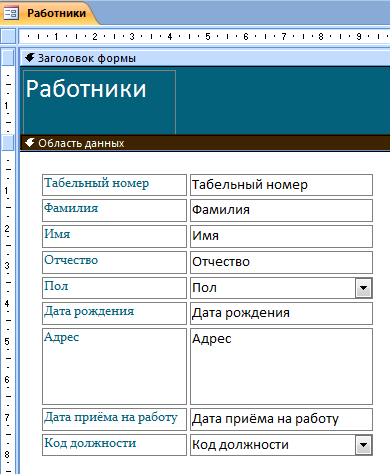 Работники
1 2 3 4 5 6 7 8 9
Заголовок формы
Работники
1
Область данных
Табельный номер Табельный номер
Фамилия Фамилия
Имя Имя
Отчество Отчество
Пол Пол
Дата рождения Дата рождения
Адрес Адрес
Дата приёма на работу Дата приёма на работу
Код должности Код должности
1
2
3
4
5
6
7
8